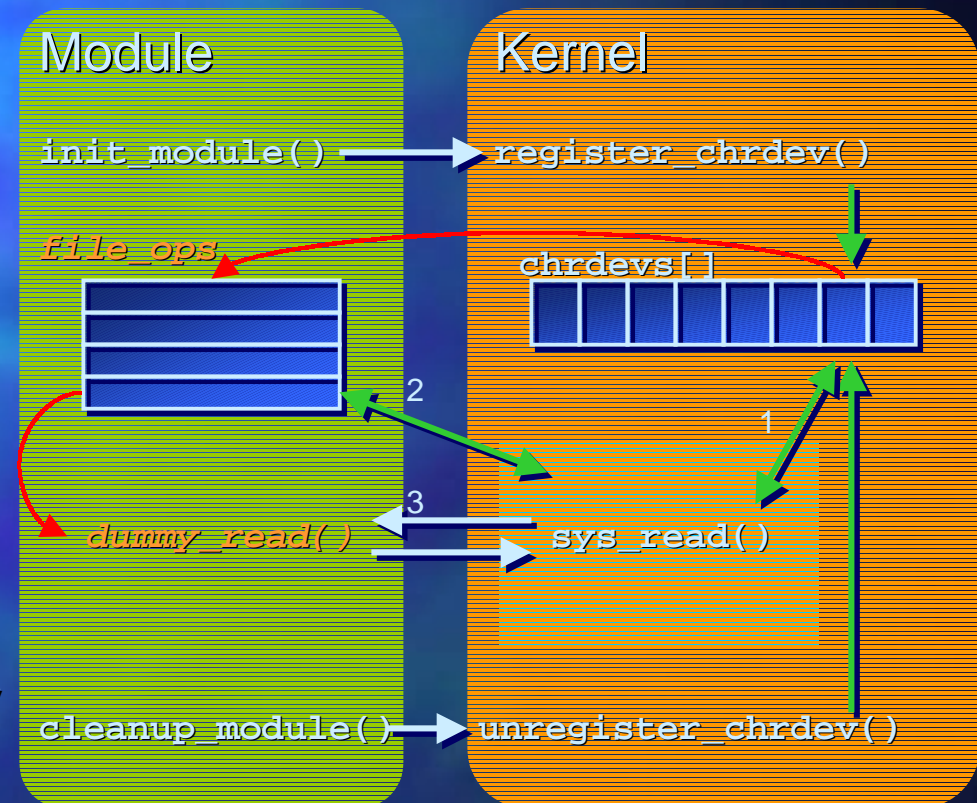 Module
Kernel
init_module()
register_chrdev()
file_ops
chrdevs[]
2
1
3
dummy_read()
sys_read()
cleanup_module()
unregister_chrdev()